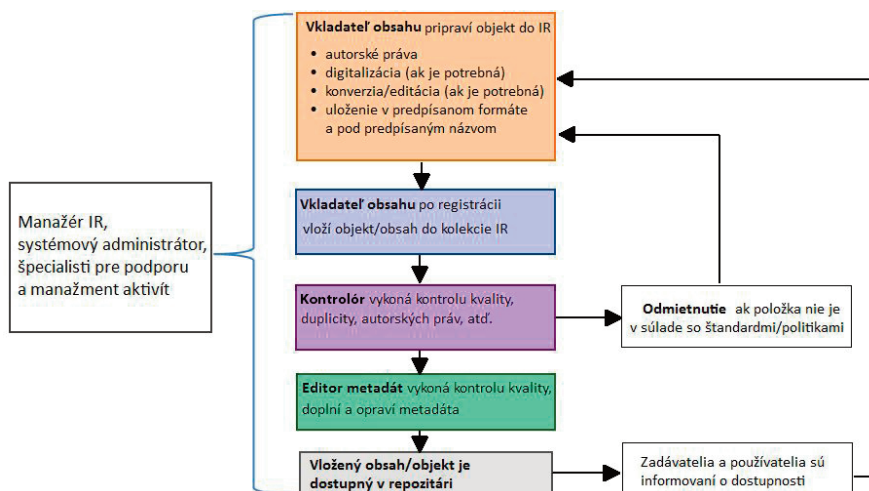 Vkladateľ obsahu pripraví objekt do IR
• autorské práva
• digitalizácia (ak je potrebná)
• konverzia/editácia (ak je potrebná)
• uloženie v predpísanom formáte
a pod predpísaným názvom
Vkladateľ obsahu po registrácii
vloží objekt/obsah do kolekcie IR
Manažér IR,
systémový administrátor,
špecialisti pre podporu
a manažment aktivít
Kontrolór vykoná kontrolu kvality,
duplicity, autorských práv, atď.
Odmietnutie ak položka nie je
v súlade so štandardmi/politikami
Editor metadát vykoná kontrolu kvality,
doplní a opraví metadáta
Vložený obsah/objekt je
dostupný v repozitári
Zadávatelia a používatelia sú
informovaní o dostupnosti